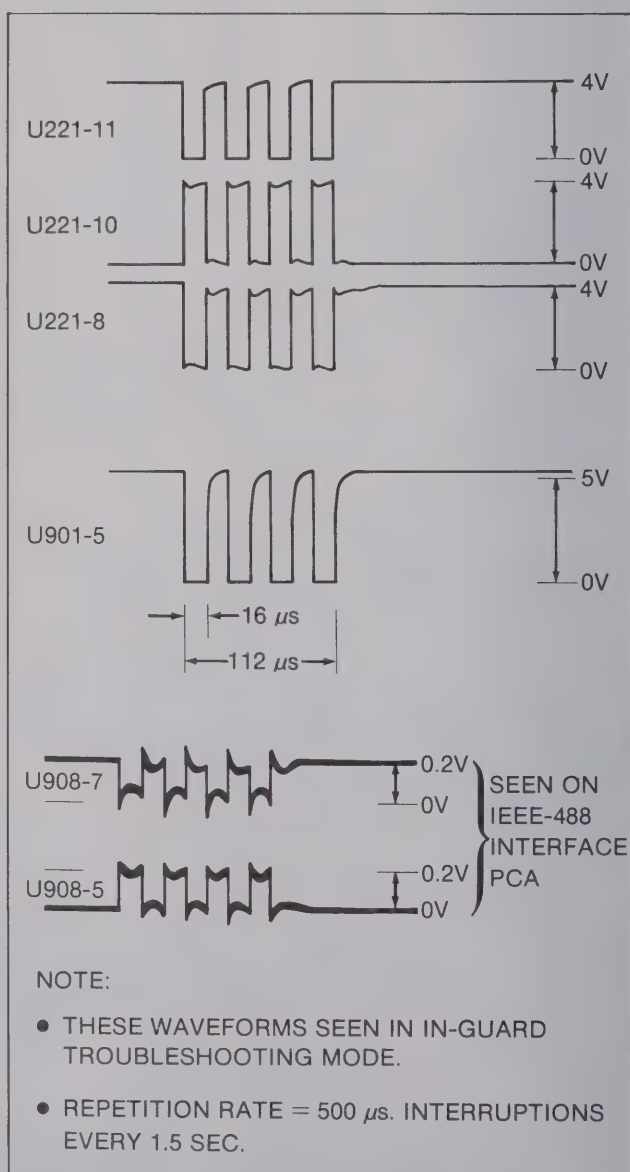 U221-11
4V
0V
U221-10
4V
0V
U221-8
4V
0V
U901-5
5V
0V
16 µs
112 µs
U908-7
0.2V
0V
U908-5
0.2V
0V
SEEN ON
IEEE-488
INTERFACE
PCA
NOTE:
● THESE WAVEFORMS SEEN IN IN-GUARD
TROUBLESHOOTING MODE.
● REPETITION RATE = 500 µs. INTERRUPTIONS
EVERY 1.5 SEC.